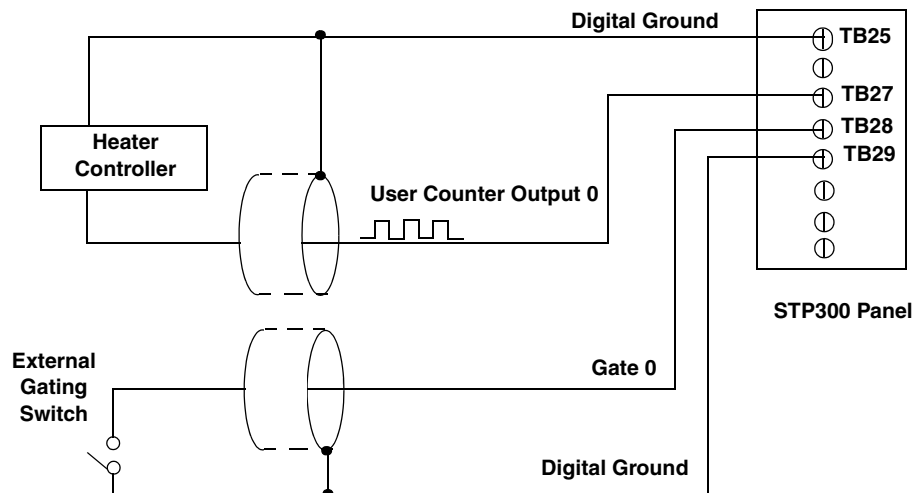 Digital Ground
TB25
TB27
TB28
TB29
Heater
Controller
User Counter Output 0
STP300 Panel
External
Gating
Switch
Gate 0
Digital Ground